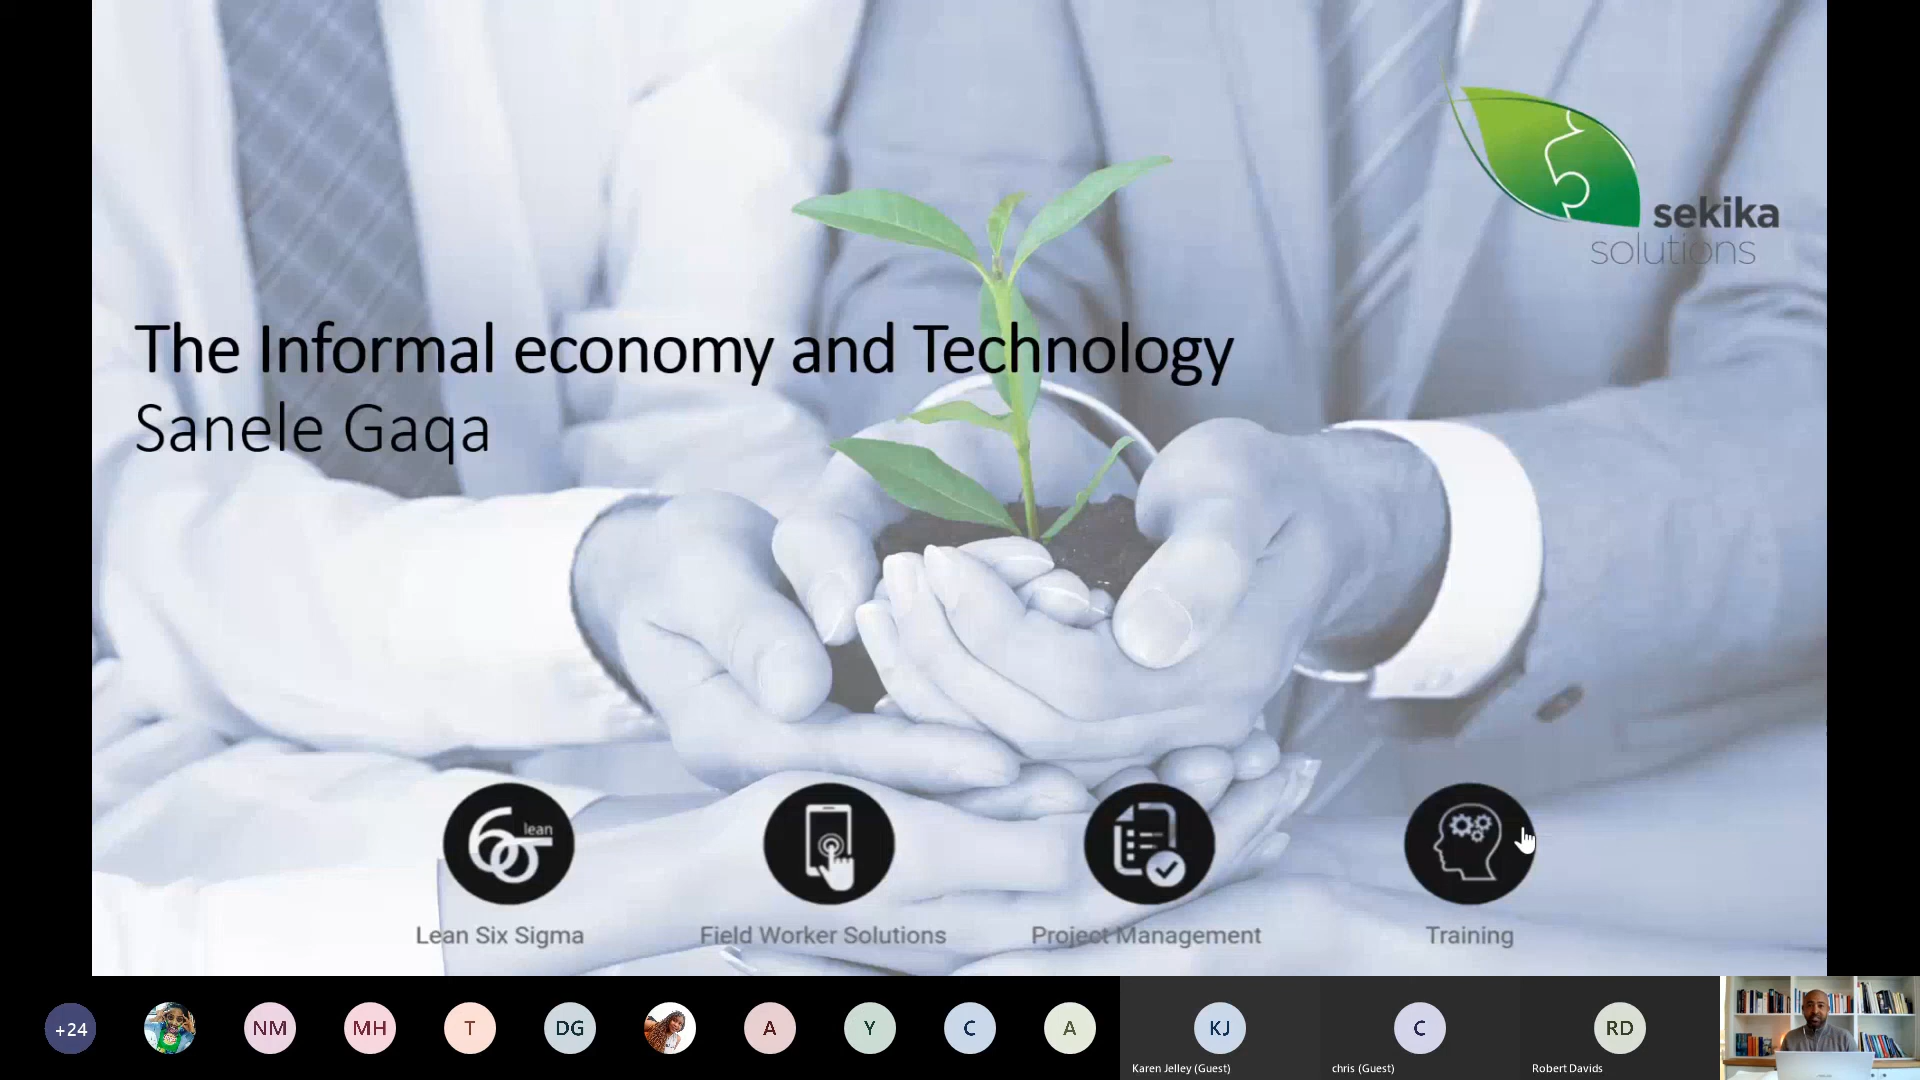 sekika
solutions
The Informal economy and Technology
Sanele Gaqa
6σ lean
Lean Six Sigma
Field Worker Solutions
Project Management
Training
+24
NM
MH
T
DG
A
Y
C
A
KJ
C
RD
Karen Jelley (Guest)
chris (Guest)
Robert Davids